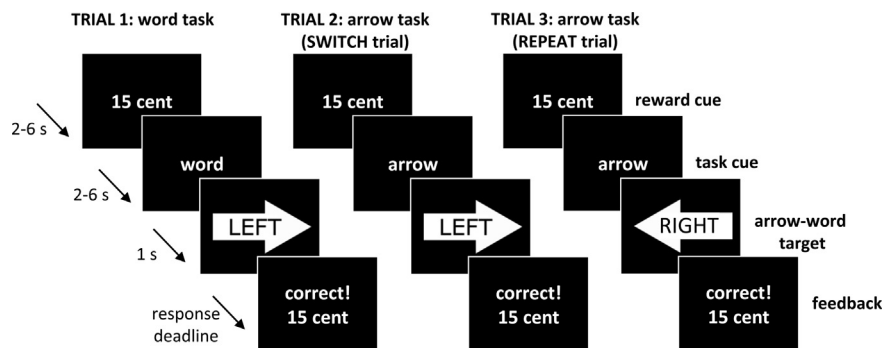 TRIAL 1: word task
TRIAL 2: arrow task
(SWITCH trial)
TRIAL 3: arrow task
(REPEAT trial)
15 cent
15 cent
15 cent
reward cue
2-6 s
word
arrow
arrow
task cue
2-6 s
LEFT
LEFT
RIGHT
arrow-word
target
1 s
correct!
15 cent
correct!
15 cent
correct!
15 cent
feedback
response
deadline